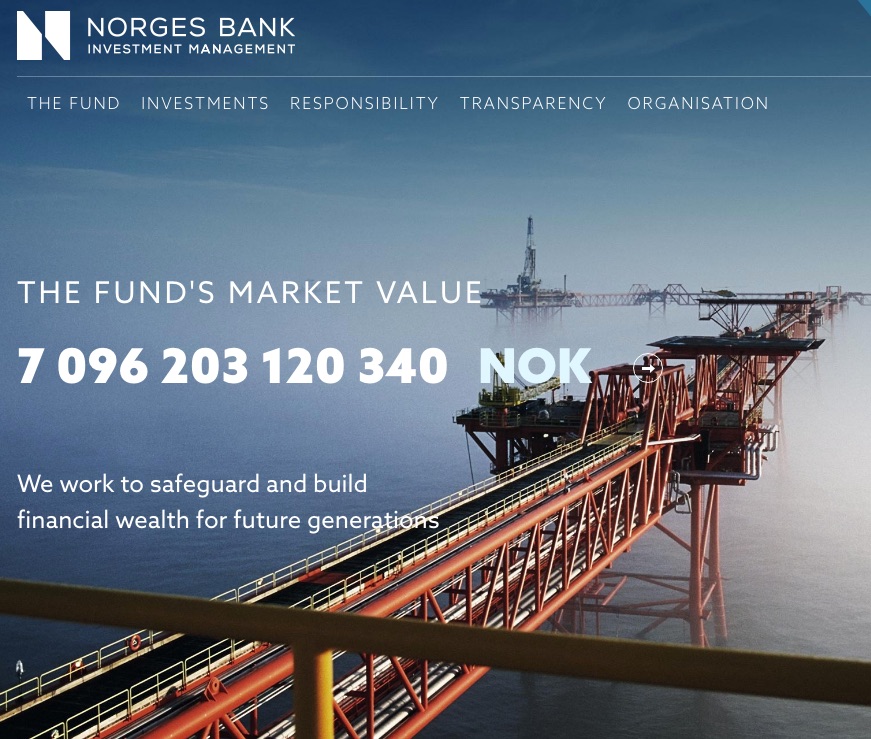 NORGES BANK
INVESTMENT MANAGEMENT
THE FUND INVESTMENTS RESPONSIBILITY TRANSPARENCY ORGANISATION
THE FUND'S MARKET VALUE
7 096 203 120 340 NOK
We work to safeguard and build
financial wealth for future generations